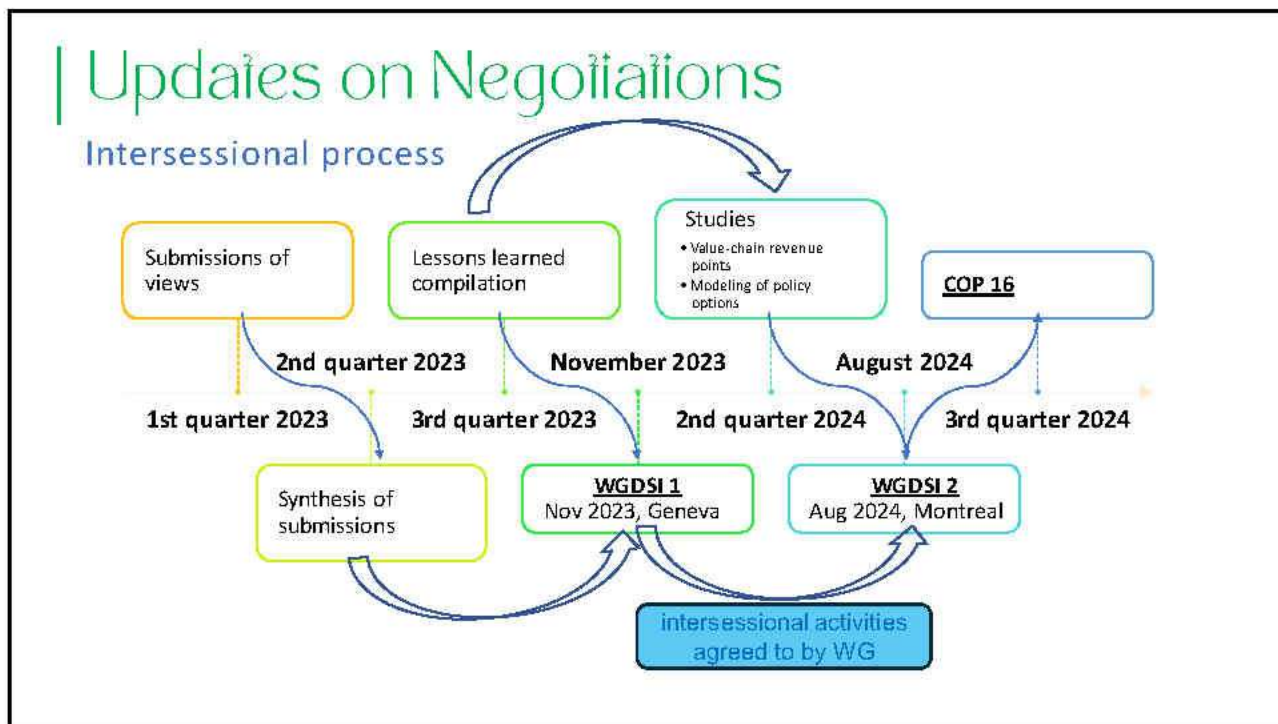 Updates on Negotiations
Intersessional process
Submissions of
views
Lessons learned
compilation
Studies
• Value-chain revenue
points
• Modeling of policy
options
COP 16
2nd quarter 2023
November 2023
August 2024
1st quarter 2023
3rd quarter 2023
2nd quarter 2024
3rd quarter 2024
Synthesis of
submissions
WGDSI 1
Nov 2023, Geneva
WGDSI 2
Aug 2024, Montreal
intersessional activities
agreed to by WG